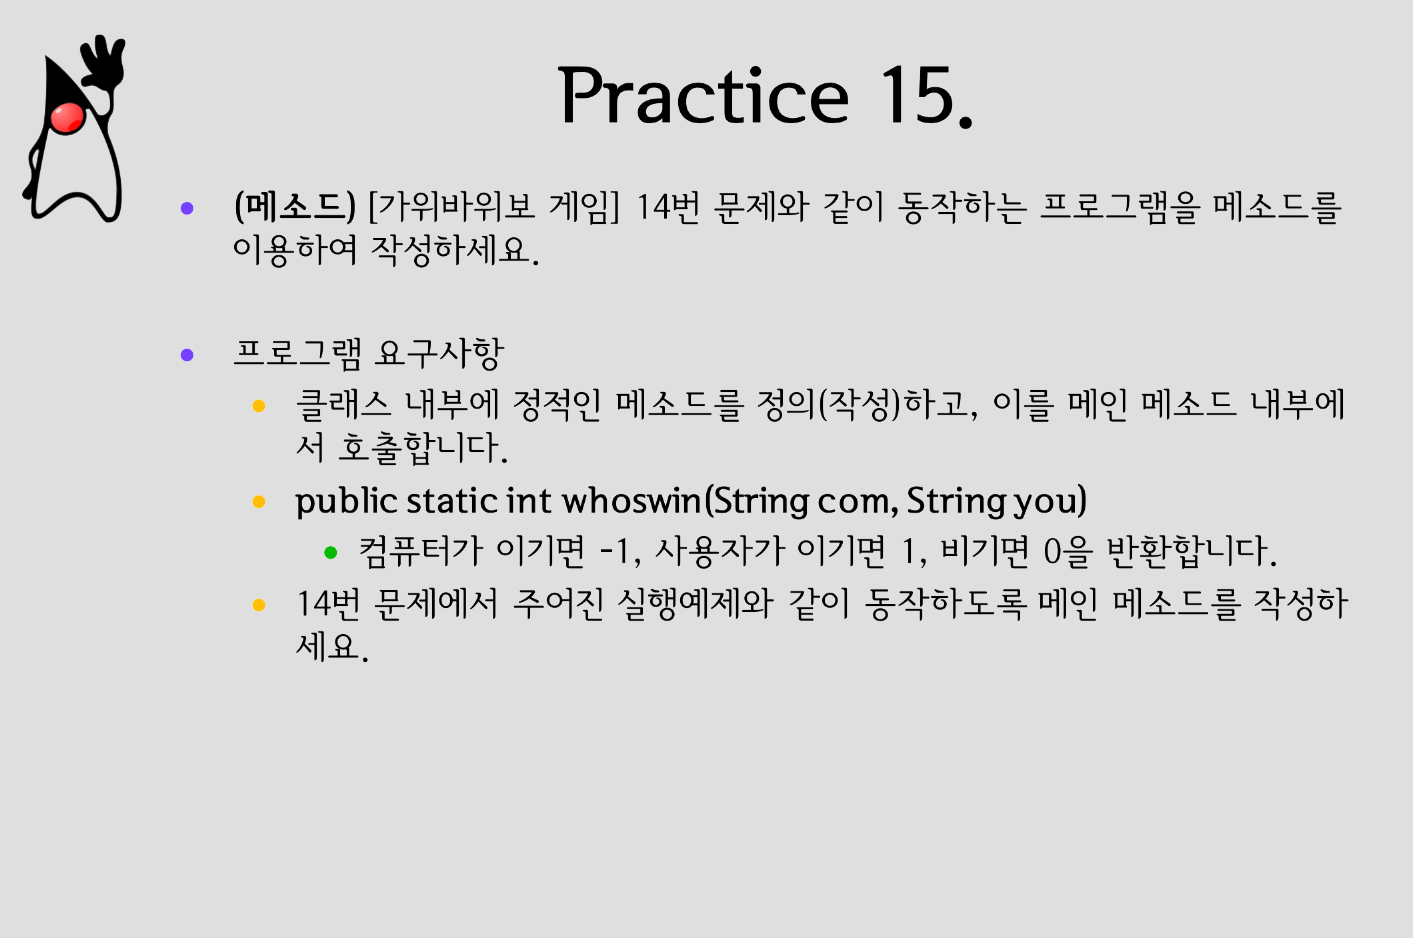 Practice 15.
(메소드) [가위바위보 게임] 14번 문제와 같이 동작하는 프로그램을 메소드를
이용하여 작성하세요.
프로그램 요구사항
클래스 내부에 정적인 메소드를 정의(작성)하고, 이를 메인 메소드 내부에
서 호출합니다.
public static int whoswin(String com, String you)
컴퓨터가 이기면 -1, 사용자가 이기면 1, 비기면 0을 반환합니다.
14번 문제에서 주어진 실행예제와 같이 동작하도록 메인 메소드를 작성하
세요.